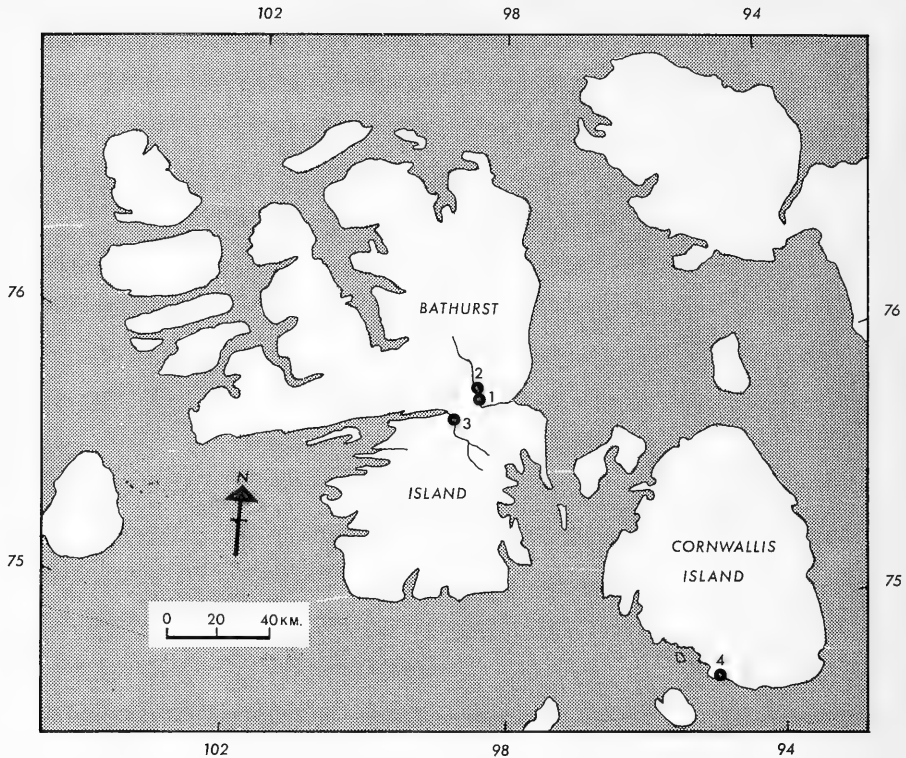 102 98 94
76 76
BATHURST
2
1
3
N
ISLAND
CORNWALLIS
ISLAND
75 75
0 20 40 KM.
4
102 98 94